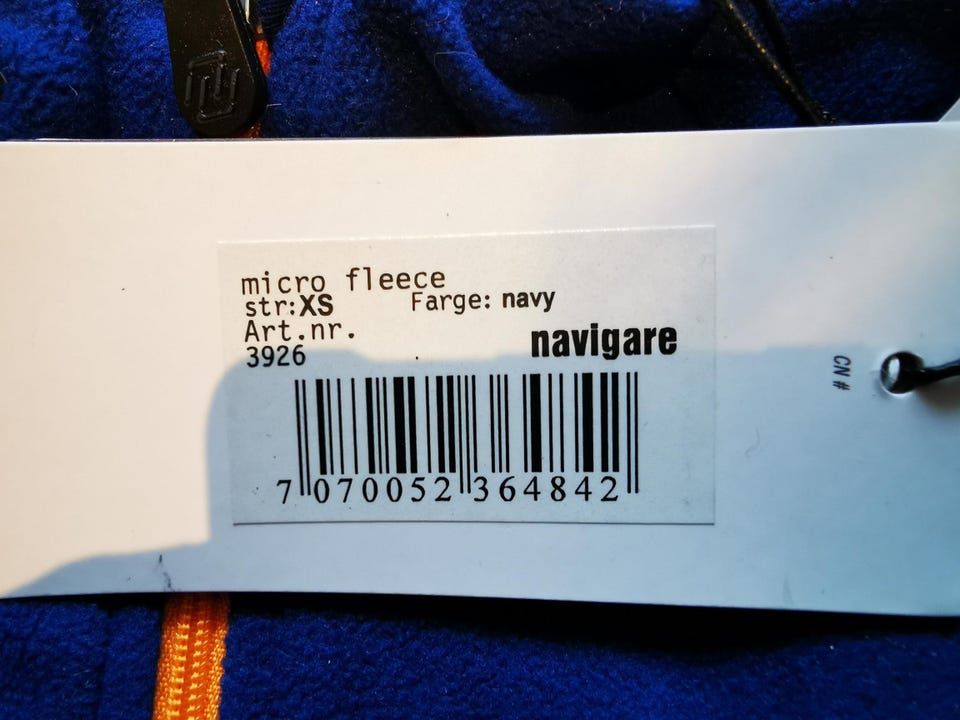 micro fleece
str:XS Farge: navy
Art.nr.
3926
navigare
7 070052 364842
CN #